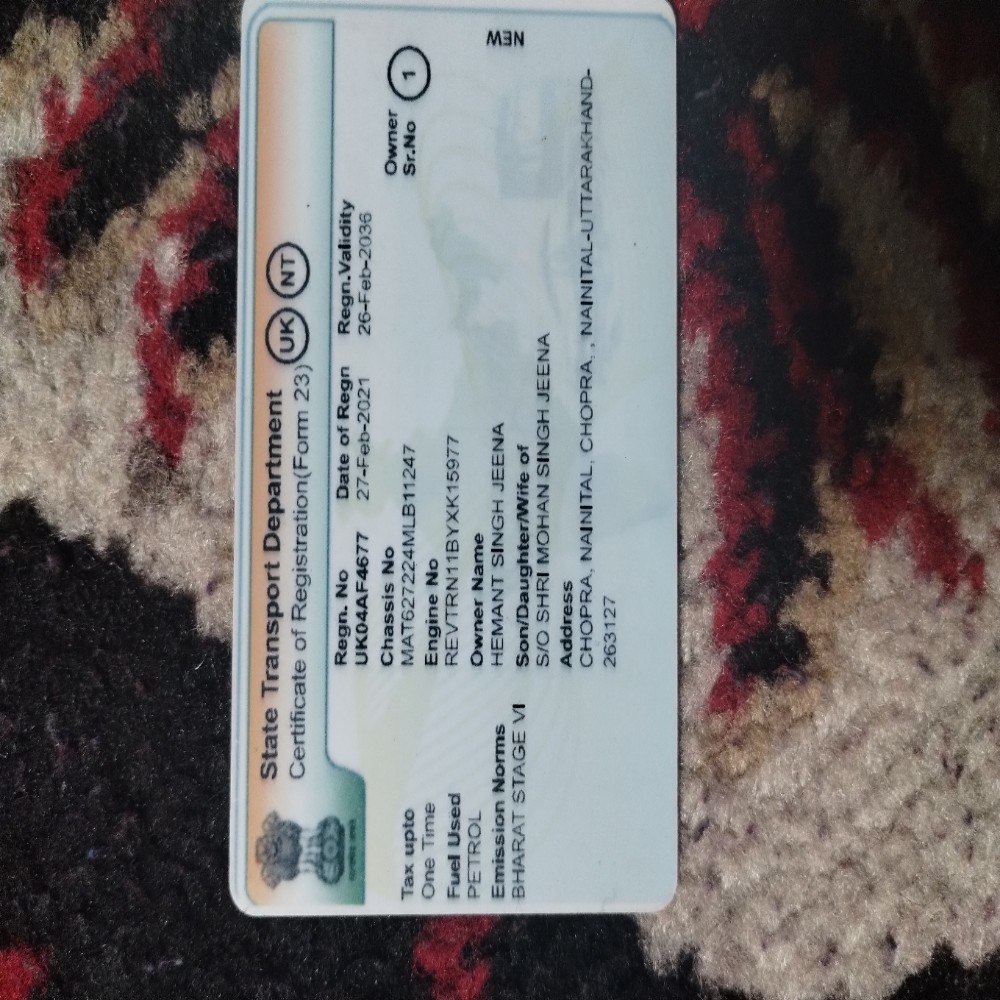 State Transport Department
Certificate of Registration(Form 23) UK NT
Regn. No Date of Regn Regn.Validity
UK04AF4677 27-Feb-2021 26-Feb-2036
Chassis No Owner
Tax upto MAT627224MLB11247 Sr.No 1
One Time Engine No
Fuel Used REVTRN11BYXK15977
PETROL Owner Name
Emission Norms HEMANT SINGH JEENA NEW
BHARAT STAGE VI Son/Daughter/Wife of
S/O SHRI MOHAN SINGH JEENA
Address
CHOPRA, NAINITAL, CHOPRA, , NAINITAL-UTTARAKHAND-
263127